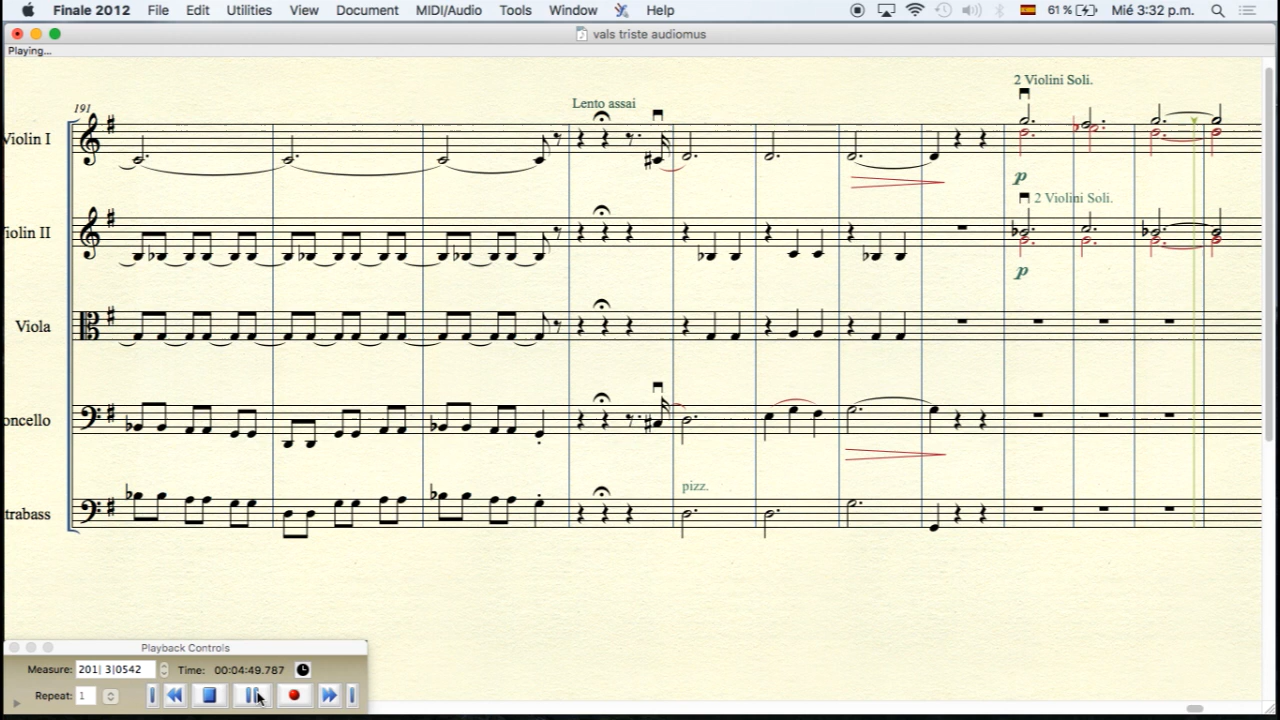 Finale 2012 File Edit Utilities View Document MIDI/Audio Tools Window Help 61 % Mié 3:32 p.m.
vals triste audiomus
Playing...
2 Violini Soli.
191
Lento assai
Violin I
p
2 Violini Soli.
iolin II
p
Viola
oncello
pizz.
trabass
Playback Controls
Measure: 201| 3|0542 Time: 00:04:49.787
Repeat: 1